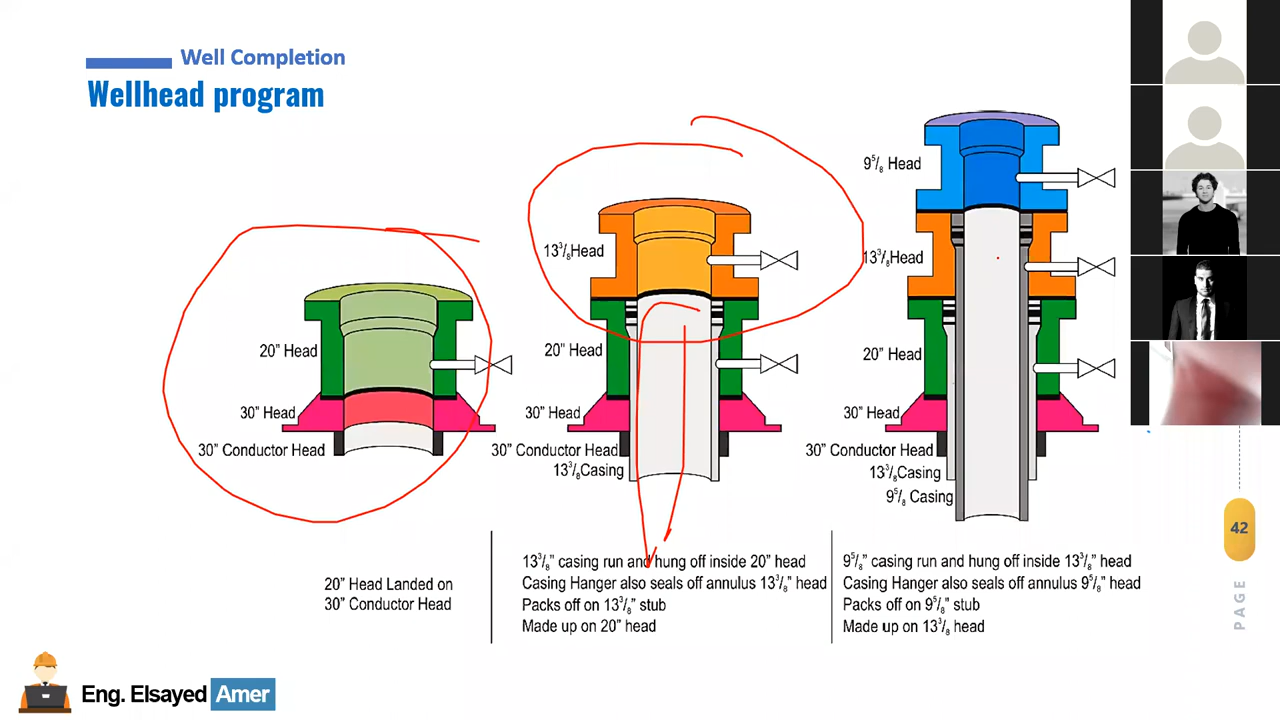 Well Completion
Wellhead program
20" Head
30" Head
30" Conductor Head
13³/₈Head
20" Head
30" Head
30" Conductor Head
13³/₈Casing
9⁵/₈ Head
13³/₈Head
20" Head
30" Head
30" Conductor Head
13³/₈Casing
9⁵/₈ Casing
20" Head Landed on
30" Conductor Head
13³/₈" casing run and hung off inside 20" head
Casing Hanger also seals off annulus 13³/₈" head
Packs off on 13³/₈" stub
Made up on 20" head
9⁵/₈" casing run and hung off inside 13³/₈" head
Casing Hanger also seals off annulus 9⁵/₈" head
Packs off on 9⁵/₈" stub
Made up on 13³/₈ head
42
PAGE
Eng. Elsayed Amer